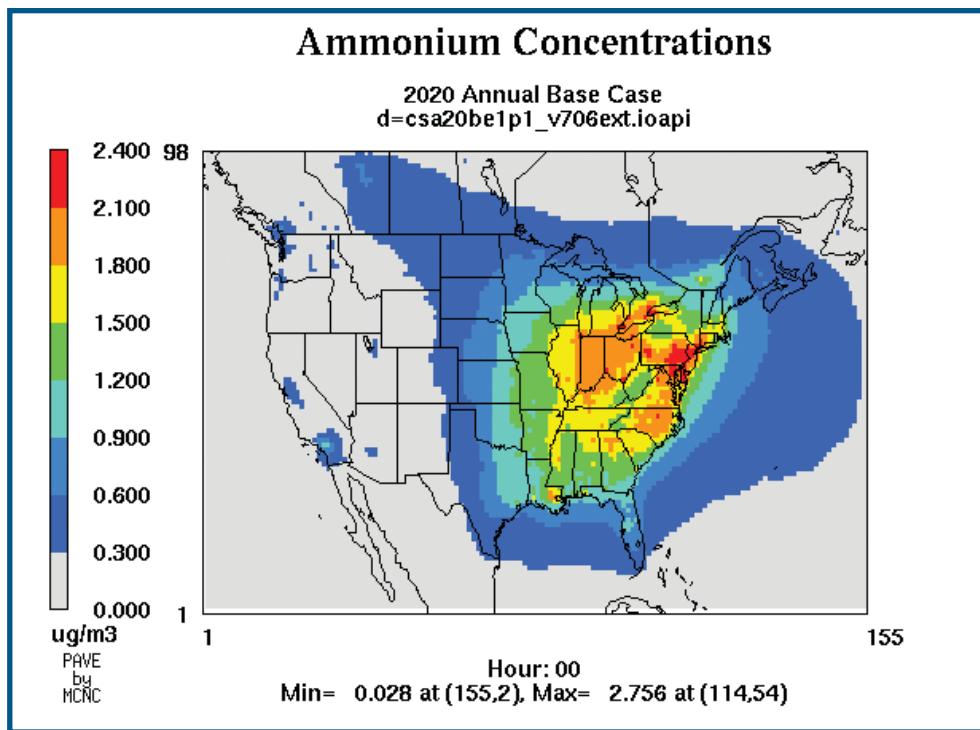 Ammonium Concentrations
2020 Annual Base Case
d=csa20be1p1_v706ext.ioapi
2.400
2.100
1.800
1.500
1.200
0.900
0.600
0.300
0.000
ug/m3
PAVE
by
MCNC
98
1
1
155
Hour: 00
Min= 0.028 at (155,2), Max= 2.756 at (114,54)